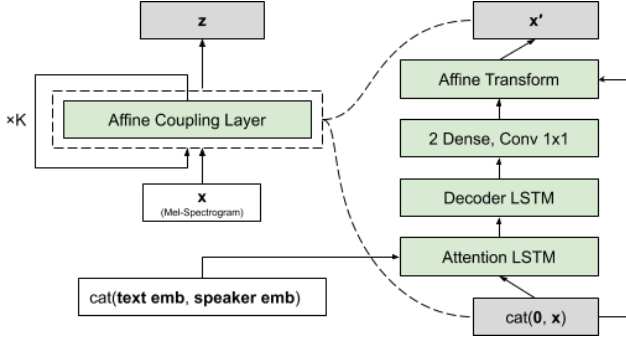 z
x′
Affine Transform
×K
Affine Coupling Layer
2 Dense, Conv 1x1
x
(Mel-Spectrogram)
Decoder LSTM
Attention LSTM
cat(text emb, speaker emb)
cat(0, x)